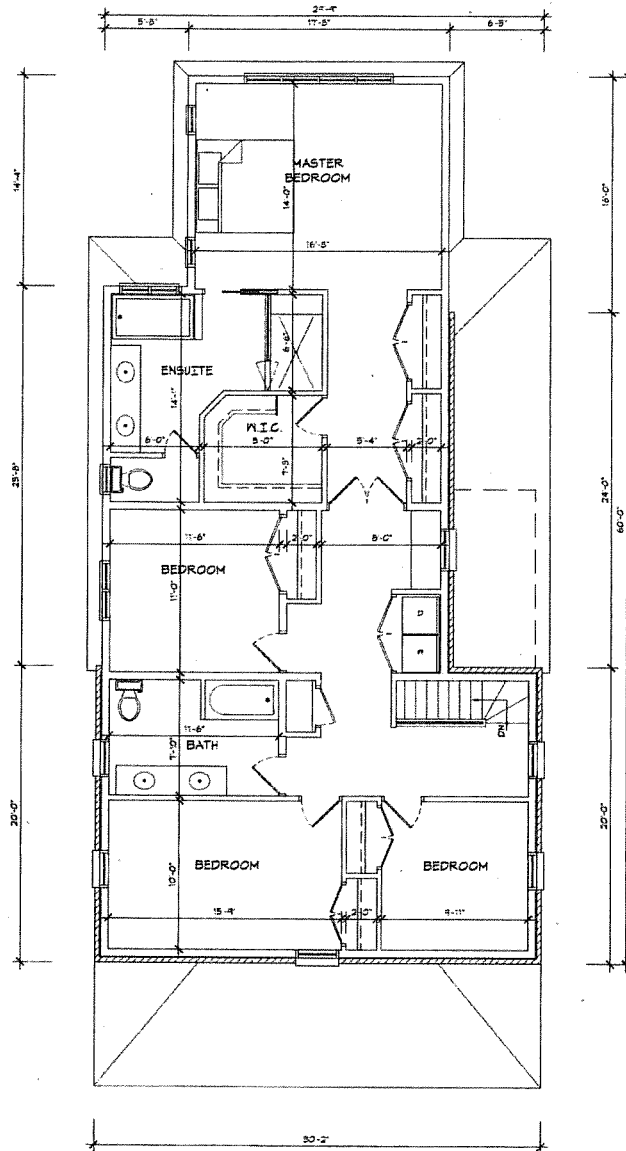 5'-8"
17'-5"
14'-4"
MASTER
BEDROOM
14'-0"
16'-0"
16'-5"
6'-6"
ENSUITE
14'-1"
W.I.C.
6'-0"
5'-4"
2'-0"
25'-8"
24'-0"
60'-0"
11'-6"
2'-0"
8'-0"
BEDROOM
11'-0"
D
11'-6"
DN
BATH
7'-10"
20'-0"
20'-0"
BEDROOM
BEDROOM
10'-0"
15'-9"
2'-0"
9'-11"
30'-2"